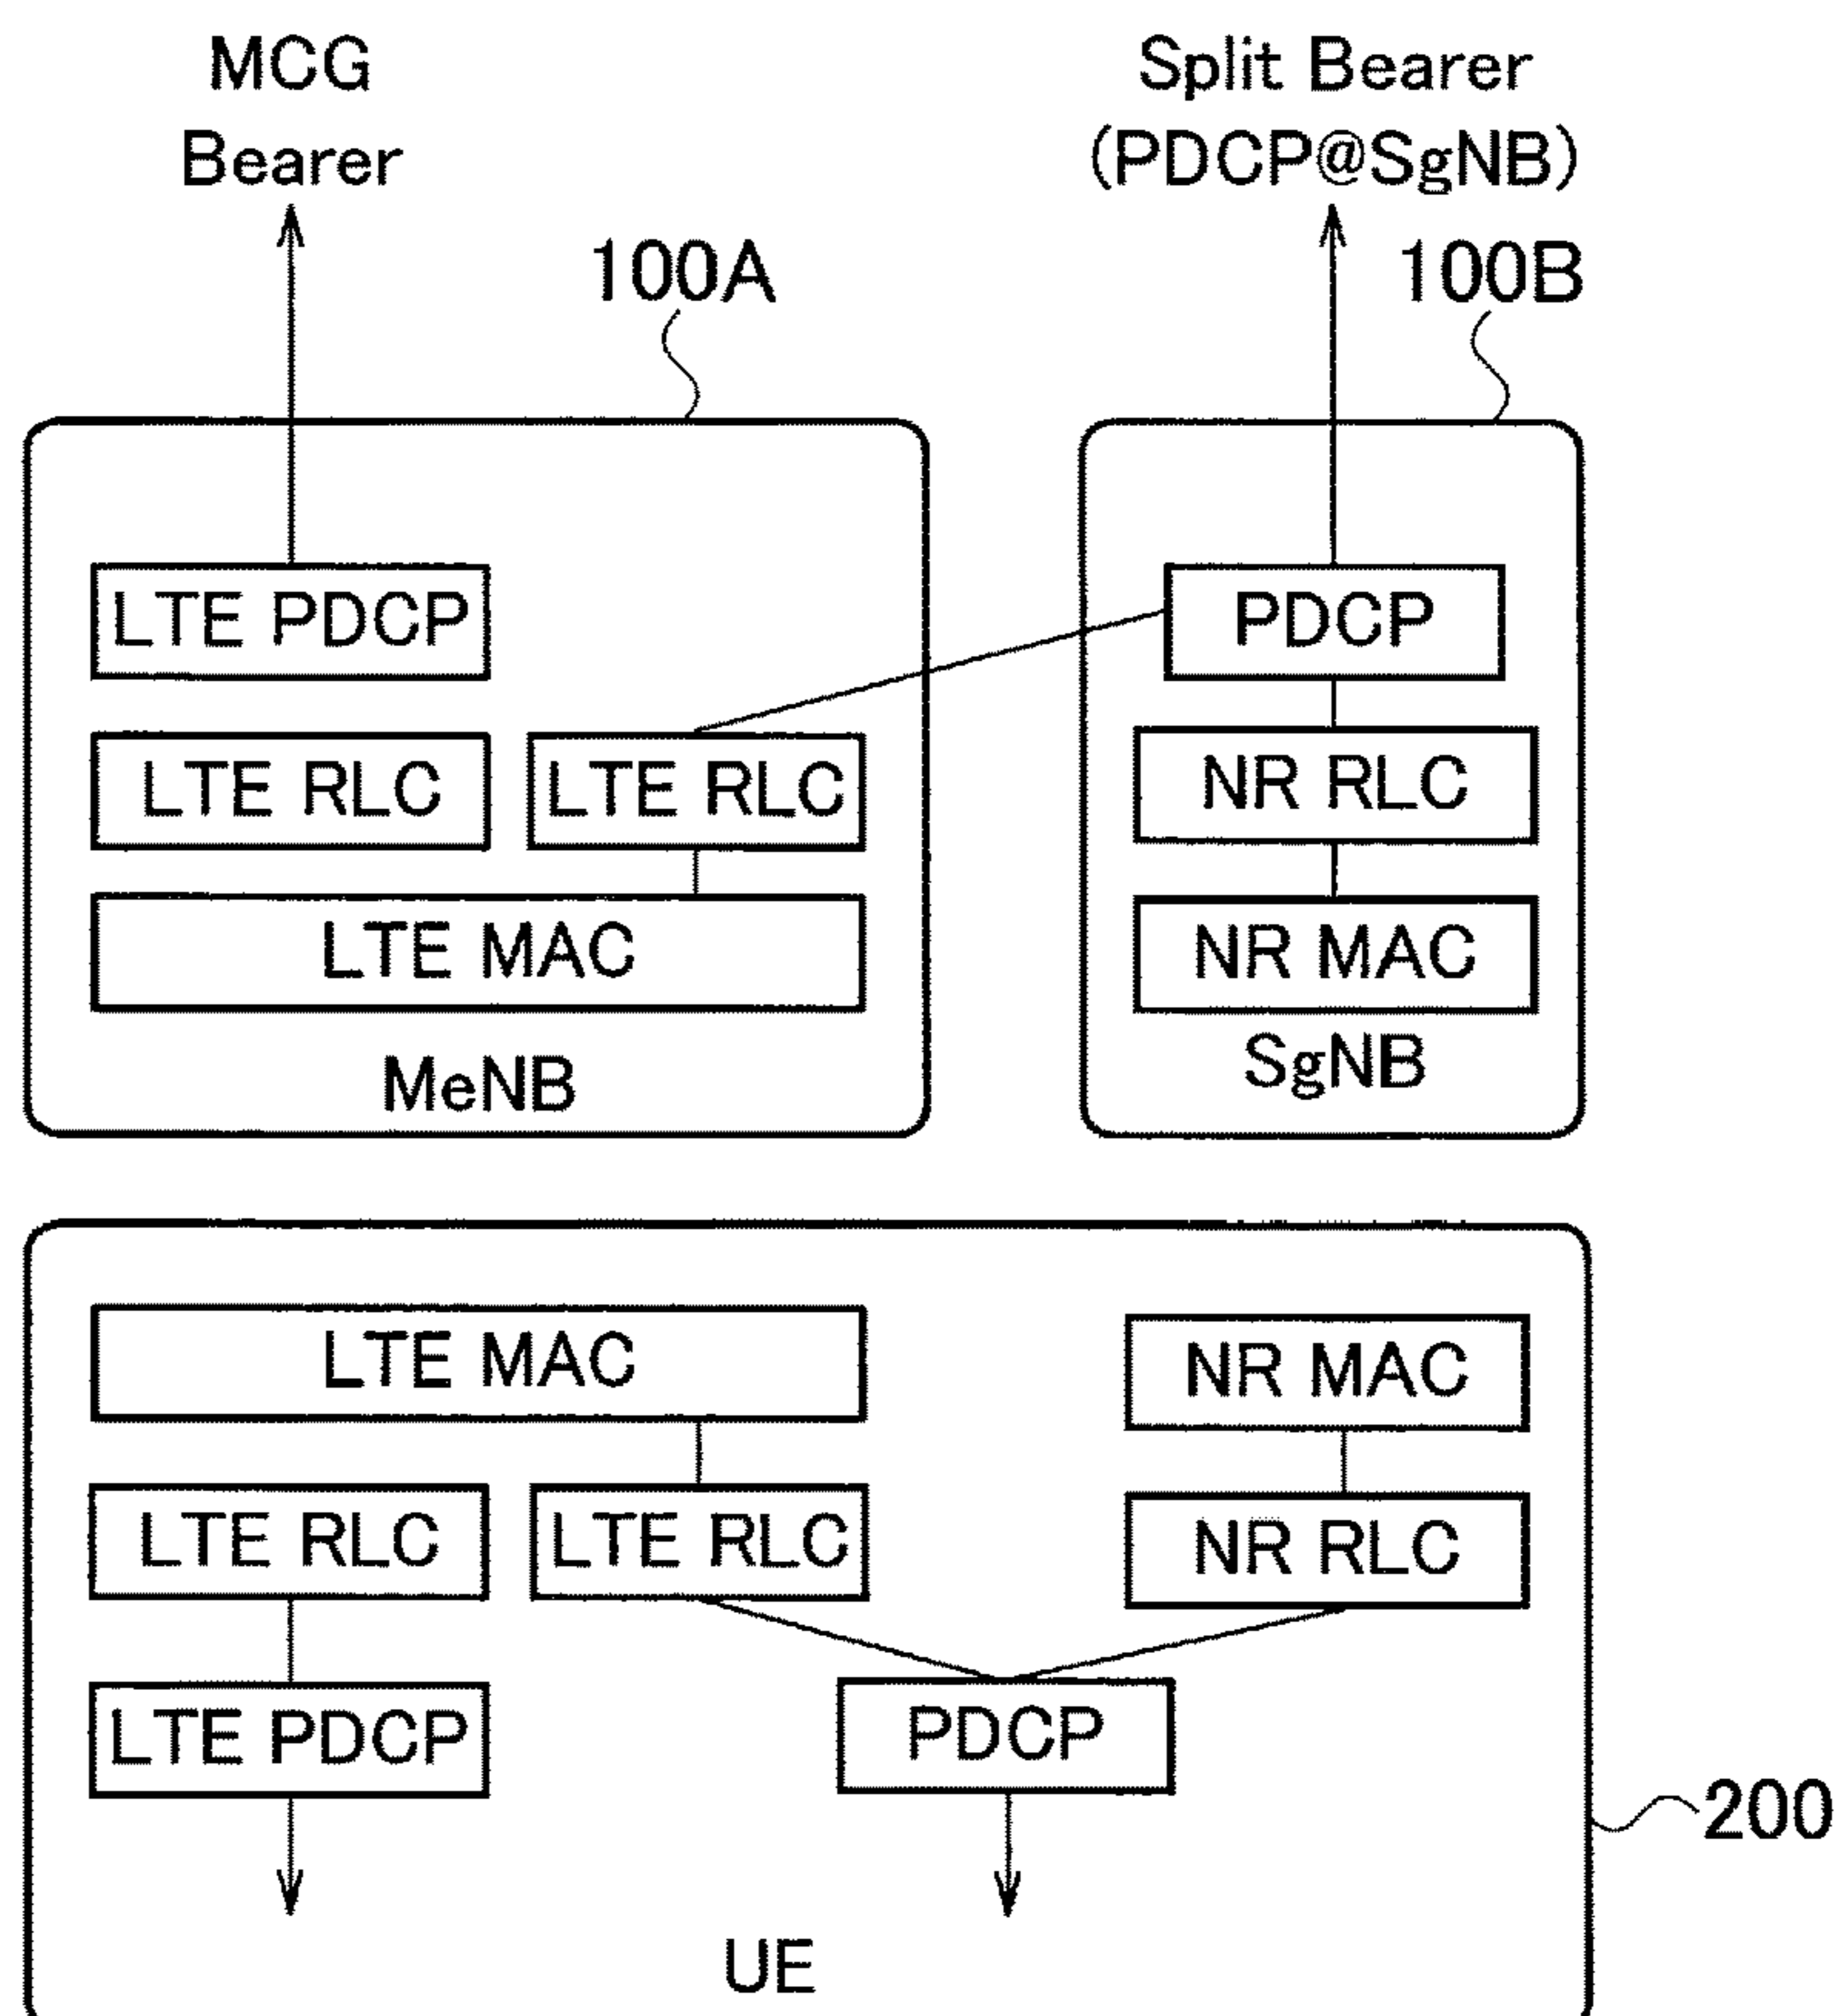 MCG
Bearer
Split Bearer
(PDCP@SgNB)
100A
100B
LTE PDCP
PDCP
LTE RLC
LTE RLC
NR RLC
LTE MAC
NR MAC
MeNB
SgNB
LTE MAC
NR MAC
LTE RLC
LTE RLC
NR RLC
LTE PDCP
PDCP
200
UE